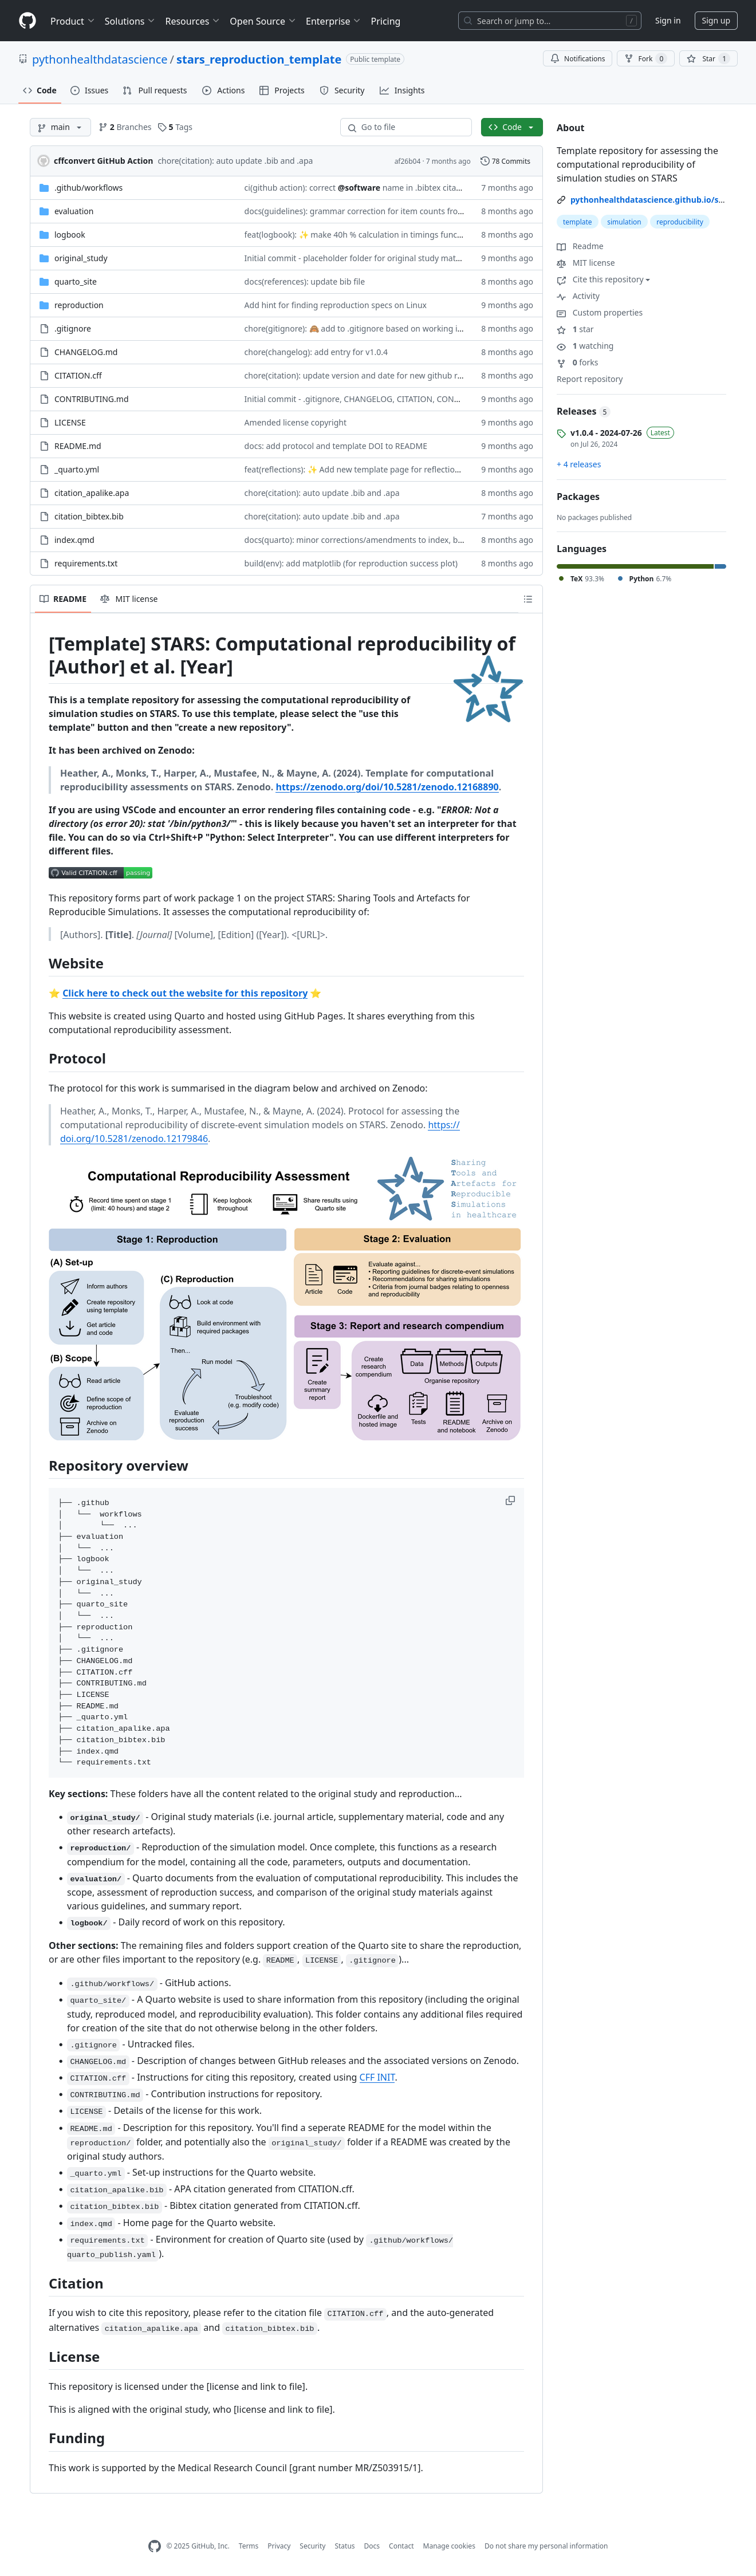 Product Solutions Resources Open Source Enterprise Pricing Search or jump to... / Sign in Sign up
pythonhealthdatascience / stars_reproduction_template Public template Notifications Fork 0 Star 1
Code Issues Pull requests Actions Projects Security Insights
main 2 Branches 5 Tags Go to file Code
cffconvert GitHub Action chore(citation): auto update .bib and .apa af26b04 · 7 months ago 78 Commits
.github/workflows ci(github action): correct @software name in .bibtex cita... 7 months ago
evaluation docs(guidelines): grammar correction for item counts fro... 8 months ago
logbook feat(logbook): ✨ make 40h % calculation in timings func... 8 months ago
original_study Initial commit - placeholder folder for original study mat... 9 months ago
quarto_site docs(references): update bib file 8 months ago
reproduction Add hint for finding reproduction specs on Linux 9 months ago
.gitignore chore(gitignore): 🙈 add to .gitignore based on working i... 8 months ago
CHANGELOG.md chore(changelog): add entry for v1.0.4 8 months ago
CITATION.cff chore(citation): update version and date for new github r... 8 months ago
CONTRIBUTING.md Initial commit - .gitignore, CHANGELOG, CITATION, CON... 9 months ago
LICENSE Amended license copyright 9 months ago
README.md docs: add protocol and template DOI to README 9 months ago
_quarto.yml feat(reflections): ✨ Add new template page for reflectio... 9 months ago
citation_apalike.apa chore(citation): auto update .bib and .apa 8 months ago
citation_bibtex.bib chore(citation): auto update .bib and .apa 7 months ago
index.qmd docs(quarto): minor corrections/amendments to index, b... 8 months ago
requirements.txt build(env): add matplotlib (for reproduction success plot) 8 months ago
About
Template repository for assessing the
computational reproducibility of
simulation studies on STARS
pythonhealthdatascience.github.io/s...
template simulation reproducibility
Readme
MIT license
Cite this repository
Activity
Custom properties
1 star
1 watching
0 forks
Report repository
Releases 5
v1.0.4 - 2024-07-26 Latest
on Jul 26, 2024
+ 4 releases
Packages
No packages published
Languages
TeX 93.3% Python 6.7%
README MIT license
[Template] STARS: Computational reproducibility of
[Author] et al. [Year]
This is a template repository for assessing the computational reproducibility of
simulation studies on STARS. To use this template, please select the "use this
template" button and then "create a new repository".
It has been archived on Zenodo:
Heather, A., Monks, T., Harper, A., Mustafee, N., & Mayne, A. (2024). Template for computational
reproducibility assessments on STARS. Zenodo. https://zenodo.org/doi/10.5281/zenodo.12168890.
If you are using VSCode and encounter an error rendering files containing code - e.g. "ERROR: Not a
directory (os error 20): stat '/bin/python3/'" - this is likely because you haven't set an interpreter for that
file. You can do so via Ctrl+Shift+P "Python: Select Interpreter". You can use different interpreters for
different files.
Valid CITATION.cff passing
This repository forms part of work package 1 on the project STARS: Sharing Tools and Artefacts for
Reproducible Simulations. It assesses the computational reproducibility of:
[Authors]. [Title]. [Journal] [Volume], [Edition] ([Year]). <[URL]>.
Website
⭐ Click here to check out the website for this repository ⭐
This website is created using Quarto and hosted using GitHub Pages. It shares everything from this
computational reproducibility assessment.
Protocol
The protocol for this work is summarised in the diagram below and archived on Zenodo:
Heather, A., Monks, T., Harper, A., Mustafee, N., & Mayne, A. (2024). Protocol for assessing the
computational reproducibility of discrete-event simulation models on STARS. Zenodo. https://
doi.org/10.5281/zenodo.12179846.
Computational Reproducibility Assessment
Record time spent on stage 1
(limit: 40 hours) and stage 2
Keep logbook
throughout
Share results using
Quarto site
Sharing
Tools and
Artefacts for
Reproducible
Simulations
in healthcare
Stage 1: Reproduction
(A) Set-up
Inform authors
Create repository
using template
Get article
and code
(B) Scope
Read article
Define scope of
reproduction
Archive on
Zenodo
(C) Reproduction
Look at code
Build environment with
required packages
Then...
Run model
Troubleshoot
(e.g. modify code)
Evaluate
reproduction
success
Stage 2: Evaluation
Article Code
Evaluate against...
• Reporting guidelines for discrete-event simulation
• Recommendations for sharing simulations
• Criteria from journal badges relating to openness
and reproducibility
Stage 3: Report and research compendium
Create
summary
report
Create
research
compendium
Data Methods Outputs
Organise repository
Dockerfile and
hosted image
Tests
README
and notebook
Archive on
Zenodo
Repository overview
├── .github
│   └──  workflows
│        └──  ...
├── evaluation
│   └──  ...
├── logbook
│   └──  ...
├── original_study
│   └──  ...
├── quarto_site
│   └──  ...
├── reproduction
│   └──  ...
├── .gitignore
├── CHANGELOG.md
├── CITATION.cff
├── CONTRIBUTING.md
├── LICENSE
├── README.md
├── _quarto.yml
├── citation_apalike.apa
├── citation_bibtex.bib
├── index.qmd
└── requirements.txt
Key sections: These folders have all the content related to the original study and reproduction...
• original_study/ - Original study materials (i.e. journal article, supplementary material, code and any
other research artefacts).
• reproduction/ - Reproduction of the simulation model. Once complete, this functions as a research
compendium for the model, containing all the code, parameters, outputs and documentation.
• evaluation/ - Quarto documents from the evaluation of computational reproducibility. This includes the
scope, assessment of reproduction success, and comparison of the original study materials against
various guidelines, and summary report.
• logbook/ - Daily record of work on this repository.
Other sections: The remaining files and folders support creation of the Quarto site to share the reproduction,
or are other files important to the repository (e.g. README, LICENSE, .gitignore)...
• .github/workflows/ - GitHub actions.
• quarto_site/ - A Quarto website is used to share information from this repository (including the original
study, reproduced model, and reproducibility evaluation). This folder contains any additional files required
for creation of the site that do not otherwise belong in the other folders.
• .gitignore - Untracked files.
• CHANGELOG.md - Description of changes between GitHub releases and the associated versions on Zenodo.
• CITATION.cff - Instructions for citing this repository, created using CFF INIT.
• CONTRIBUTING.md - Contribution instructions for repository.
• LICENSE - Details of the license for this work.
• README.md - Description for this repository. You'll find a seperate README for the model within the
reproduction/ folder, and potentially also the original_study/ folder if a README was created by the
original study authors.
• _quarto.yml - Set-up instructions for the Quarto website.
• citation_apalike.bib - APA citation generated from CITATION.cff.
• citation_bibtex.bib - Bibtex citation generated from CITATION.cff.
• index.qmd - Home page for the Quarto website.
• requirements.txt - Environment for creation of Quarto site (used by .github/workflows/
quarto_publish.yaml).
Citation
If you wish to cite this repository, please refer to the citation file CITATION.cff, and the auto-generated
alternatives citation_apalike.apa and citation_bibtex.bib.
License
This repository is licensed under the [license and link to file].
This is aligned with the original study, who [license and link to file].
Funding
This work is supported by the Medical Research Council [grant number MR/Z503915/1].
© 2025 GitHub, Inc. Terms Privacy Security Status Docs Contact Manage cookies Do not share my personal information